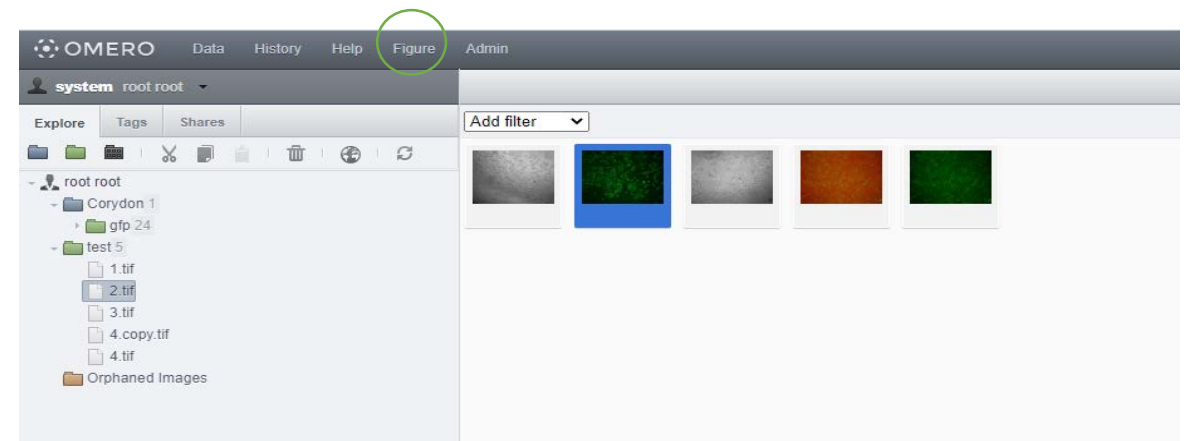 OMERO Data History Help Figure Admin
system root root
Explore Tags Shares
Add filter
root root
Corydon 1
gfp 24
test 5
1.tif
2.tif
3.tif
4.copy.tif
4.tif
Orphaned Images